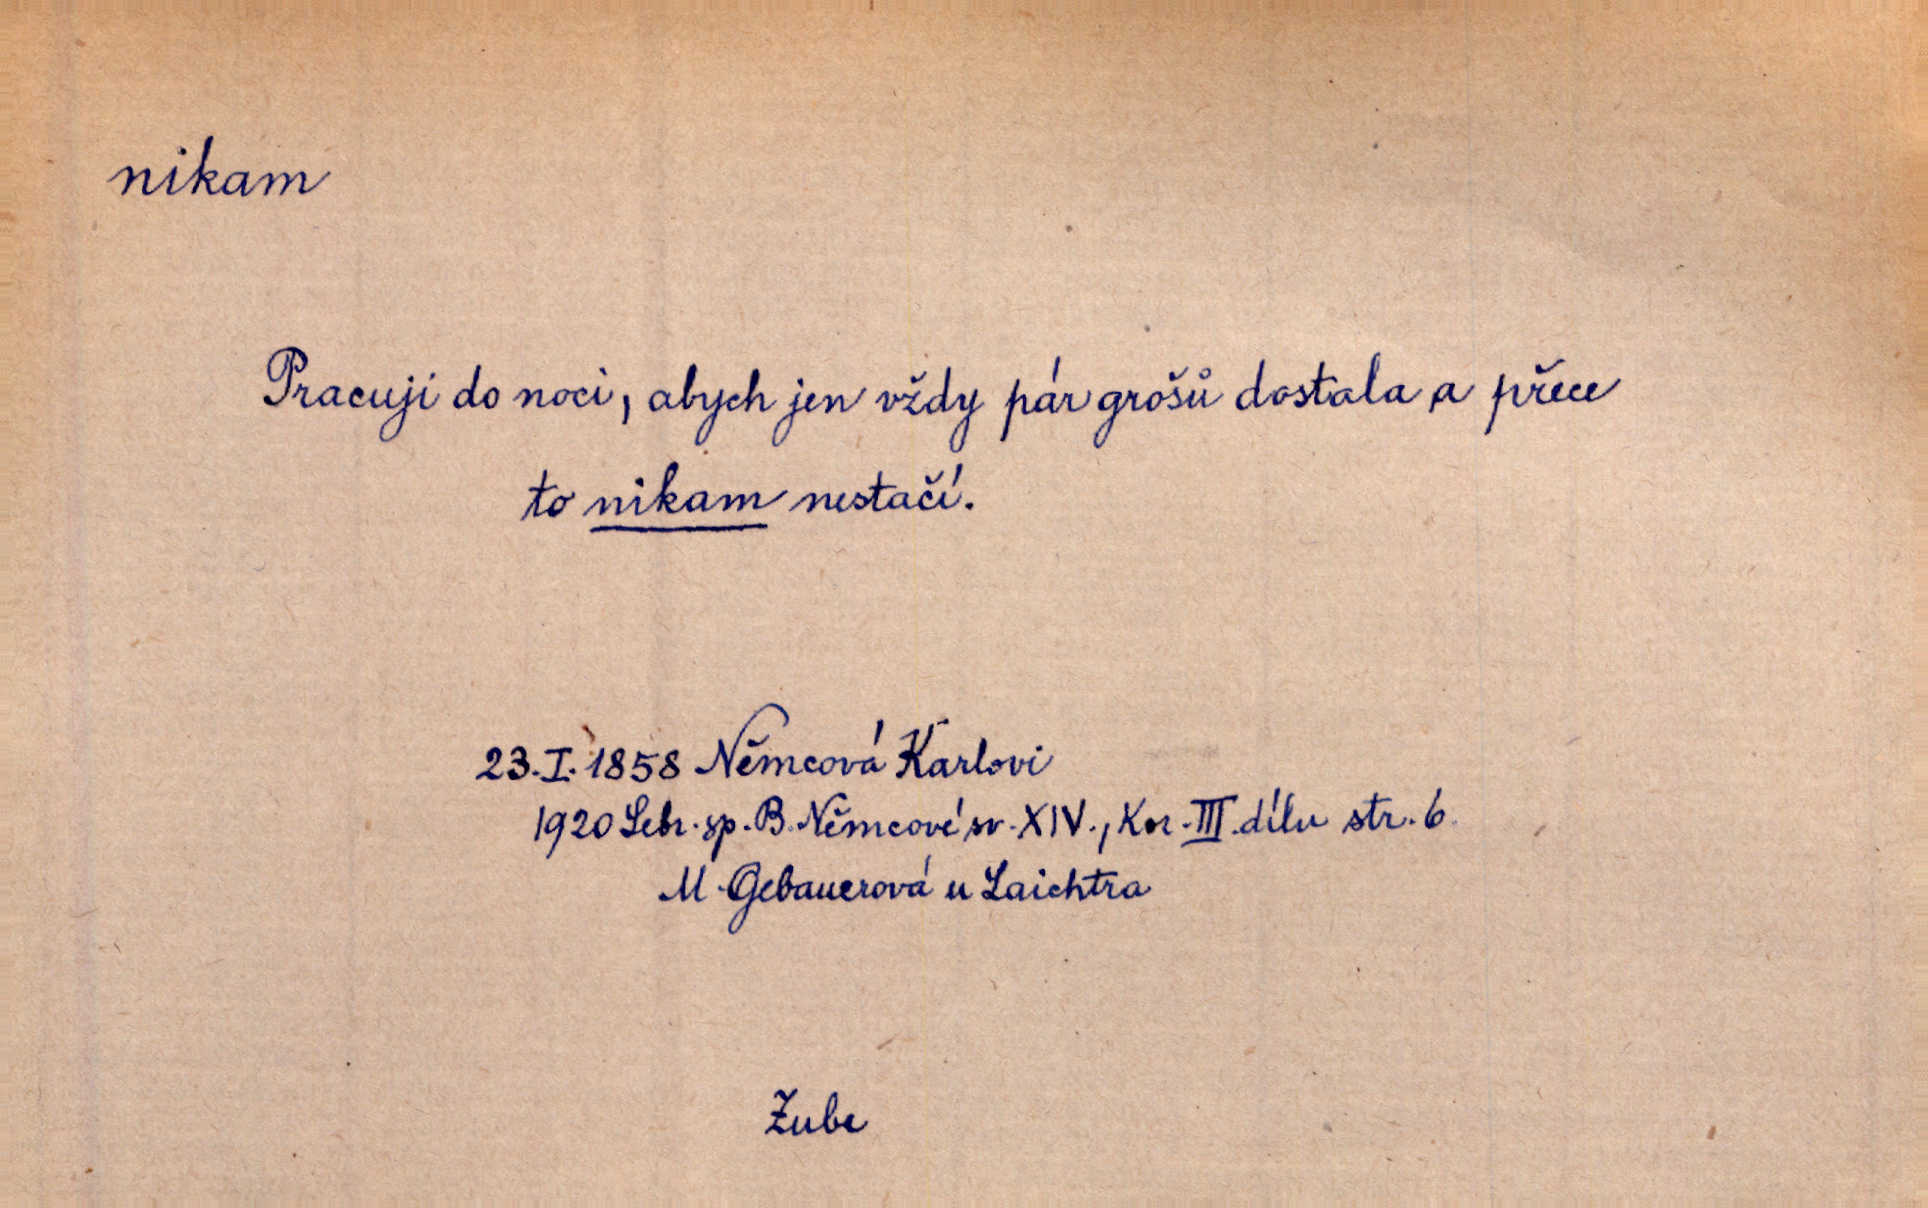 nikam
Pracuji do noci, abych jen vždy pár grošů dostala a přece
to nikam nestačí.
23. I. 1858 Němcová Karlovi
1920 Sebr. sp. B. Němcové sv. XIV., Kor. III. dílu str. 6.
M. Gebauerová u Laichtra
Zube